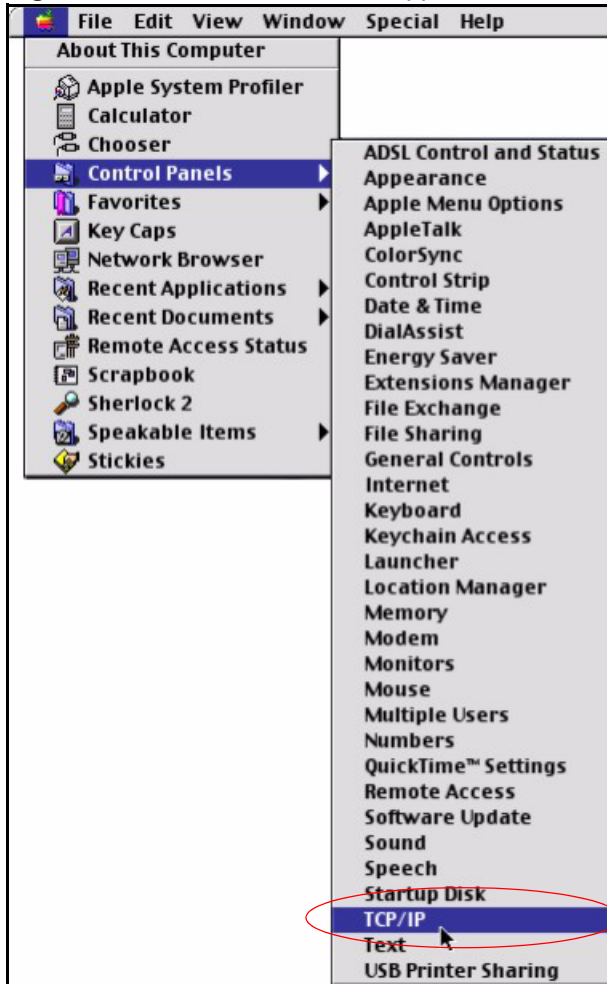 File Edit View Window Special Help
About This Computer
Apple System Profiler
Calculator
Chooser
Control Panels
Favorites
Key Caps
Network Browser
Recent Applications
Recent Documents
Remote Access Status
Scrapbook
Sherlock 2
Speakable Items
Stickies
ADSL Control and Status
Appearance
Apple Menu Options
AppleTalk
ColorSync
Control Strip
Date & Time
DialAssist
Energy Saver
Extensions Manager
File Exchange
File Sharing
General Controls
Internet
Keyboard
Keychain Access
Launcher
Location Manager
Memory
Modem
Monitors
Mouse
Multiple Users
Numbers
QuickTime™ Settings
Remote Access
Software Update
Sound
Speech
Startup Disk
TCP/IP
Text
USB Printer Sharing